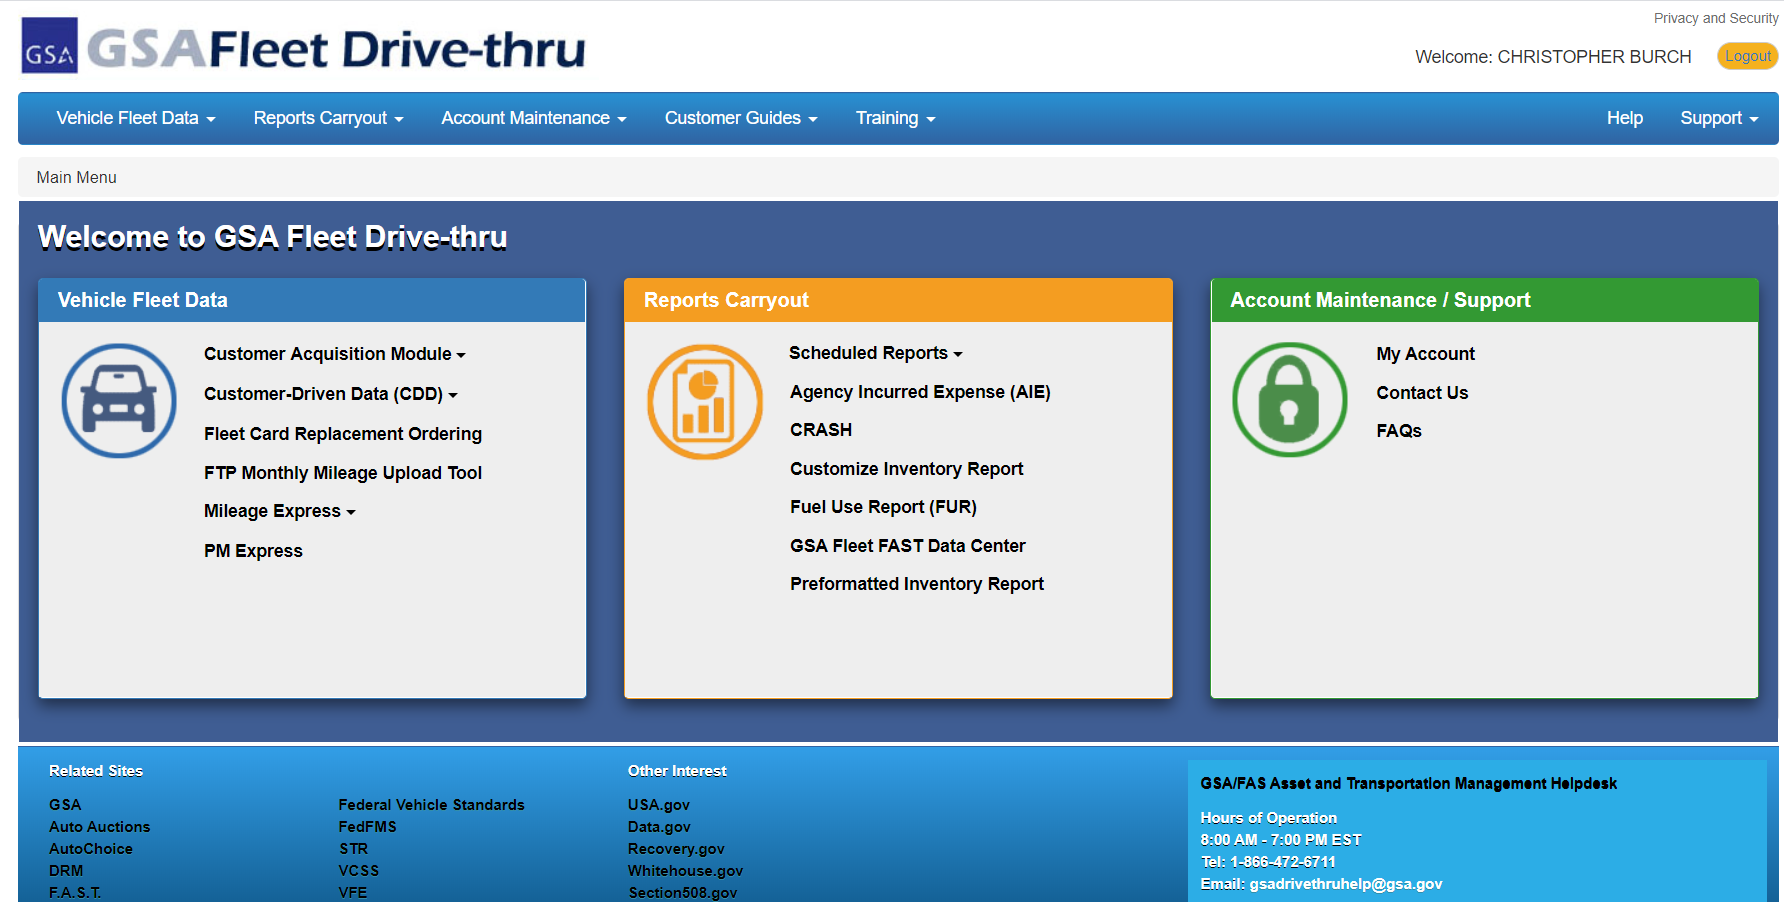 Privacy and Security
GSA GSAFleet Drive-thru
Welcome: CHRISTOPHER BURCH Logout
Vehicle Fleet Data Reports Carryout Account Maintenance Customer Guides Training Help Support
Main Menu
Welcome to GSA Fleet Drive-thru
Vehicle Fleet Data
Customer Acquisition Module
Customer-Driven Data (CDD)
Fleet Card Replacement Ordering
FTP Monthly Mileage Upload Tool
Mileage Express
PM Express
Reports Carryout
Scheduled Reports
Agency Incurred Expense (AIE)
CRASH
Customize Inventory Report
Fuel Use Report (FUR)
GSA Fleet FAST Data Center
Preformatted Inventory Report
Account Maintenance / Support
My Account
Contact Us
FAQs
Related Sites
GSA
Auto Auctions
AutoChoice
DRM
F.A.S.T.
Federal Vehicle Standards
FedFMS
STR
VCSS
VFE
Other Interest
USA.gov
Data.gov
Recovery.gov
Whitehouse.gov
Section508.gov
GSA/FAS Asset and Transportation Management Helpdesk
Hours of Operation
8:00 AM - 7:00 PM EST
Tel: 1-866-472-6711
Email: gsadrivethruhelp@gsa.gov